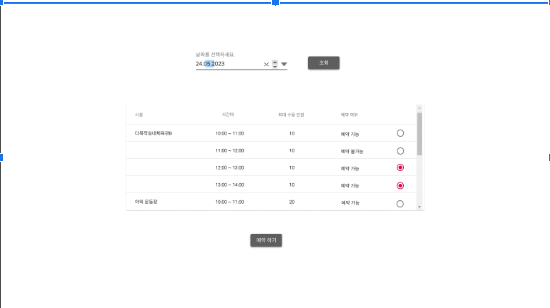 날짜를 선택하세요.
24.05.2023
조회
시설 시간대 최대 수용 인원 예약 여부
10:00 ~ 11:00 10 예약 가능
11:00 ~ 12:00 10 예약 불가능
12:00 ~ 13:00 10 예약 가능
13:00 ~ 14:00 10 예약 가능
야외 운동장 10:00 ~ 11:00 20 예약 가능
예약 하기